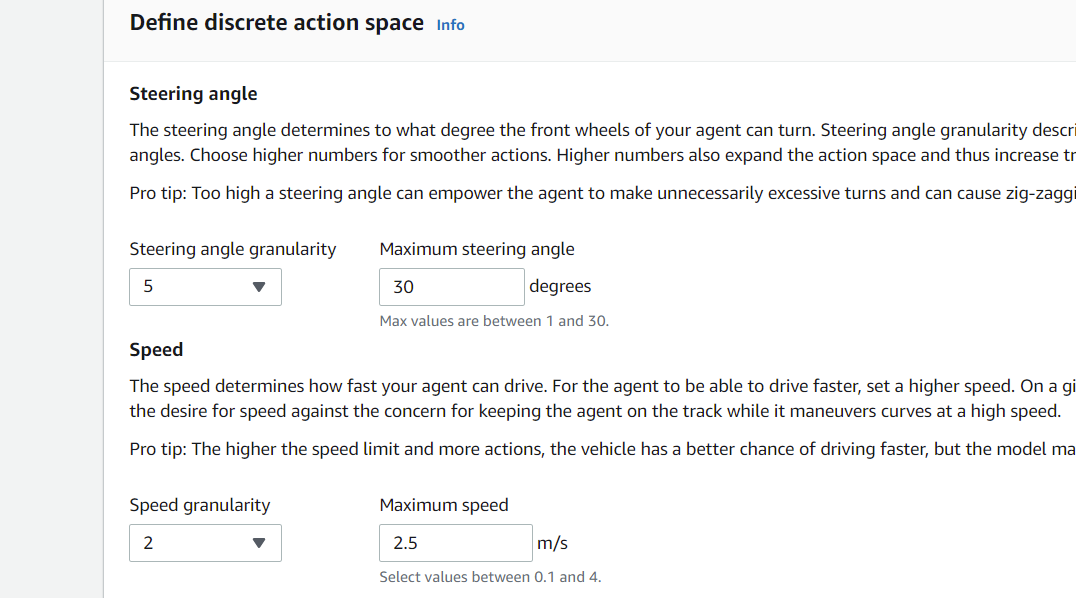 Define discrete action space Info
Steering angle
The steering angle determines to what degree the front wheels of your agent can turn. Steering angle granularity descri
angles. Choose higher numbers for smoother actions. Higher numbers also expand the action space and thus increase tr
Pro tip: Too high a steering angle can empower the agent to make unnecessarily excessive turns and can cause zig-zaggi
Steering angle granularity Maximum steering angle
5 30 degrees
Max values are between 1 and 30.
Speed
The speed determines how fast your agent can drive. For the agent to be able to drive faster, set a higher speed. On a gi
the desire for speed against the concern for keeping the agent on the track while it maneuvers curves at a high speed.
Pro tip: The higher the speed limit and more actions, the vehicle has a better chance of driving faster, but the model ma
Speed granularity Maximum speed
2 2.5 m/s
Select values between 0.1 and 4.